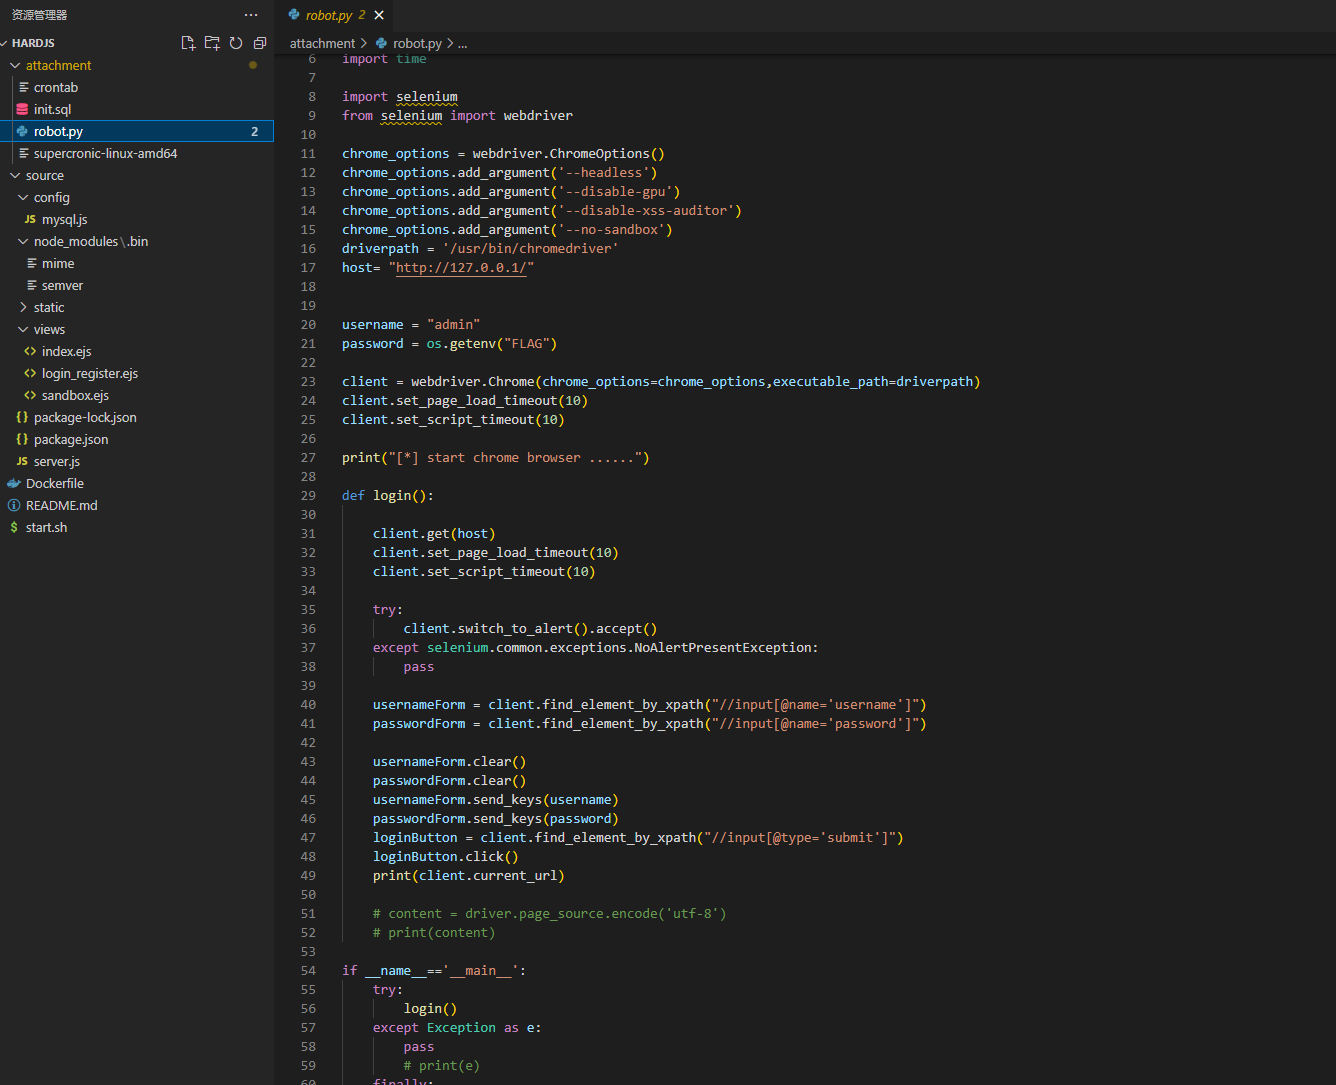 资源管理器
HARDJS
attachment
crontab
init.sql
robot.py 2
supercronic-linux-amd64
source
config
JS mysql.js
node_modules\.bin
mime
semver
static
views
<> index.ejs
<> login_register.ejs
<> sandbox.ejs
{} package-lock.json
{} package.json
JS server.js
Dockerfile
README.md
$ start.sh
robot.py 2 ×
attachment > robot.py > ...
6 import time
7
8 import selenium
9 from selenium import webdriver
10
11 chrome_options = webdriver.ChromeOptions()
12 chrome_options.add_argument('--headless')
13 chrome_options.add_argument('--disable-gpu')
14 chrome_options.add_argument('--disable-xss-auditor')
15 chrome_options.add_argument('--no-sandbox')
16 driverpath = '/usr/bin/chromedriver'
17 host= "http://127.0.0.1/"
18
19
20 username = "admin"
21 password = os.getenv("FLAG")
22
23 client = webdriver.Chrome(chrome_options=chrome_options,executable_path=driverpath)
24 client.set_page_load_timeout(10)
25 client.set_script_timeout(10)
26
27 print("[*] start chrome browser ......")
28
29 def login():
30
31 client.get(host)
32 client.set_page_load_timeout(10)
33 client.set_script_timeout(10)
34
35 try:
36 client.switch_to_alert().accept()
37 except selenium.common.exceptions.NoAlertPresentException:
38 pass
39
40 usernameForm = client.find_element_by_xpath("//input[@name='username']")
41 passwordForm = client.find_element_by_xpath("//input[@name='password']")
42
43 usernameForm.clear()
44 passwordForm.clear()
45 usernameForm.send_keys(username)
46 passwordForm.send_keys(password)
47 loginButton = client.find_element_by_xpath("//input[@type='submit']")
48 loginButton.click()
49 print(client.current_url)
50
51 # content = driver.page_source.encode('utf-8')
52 # print(content)
53
54 if __name__=='__main__':
55 try:
56 login()
57 except Exception as e:
58 pass
59 # print(e)
60 finally: